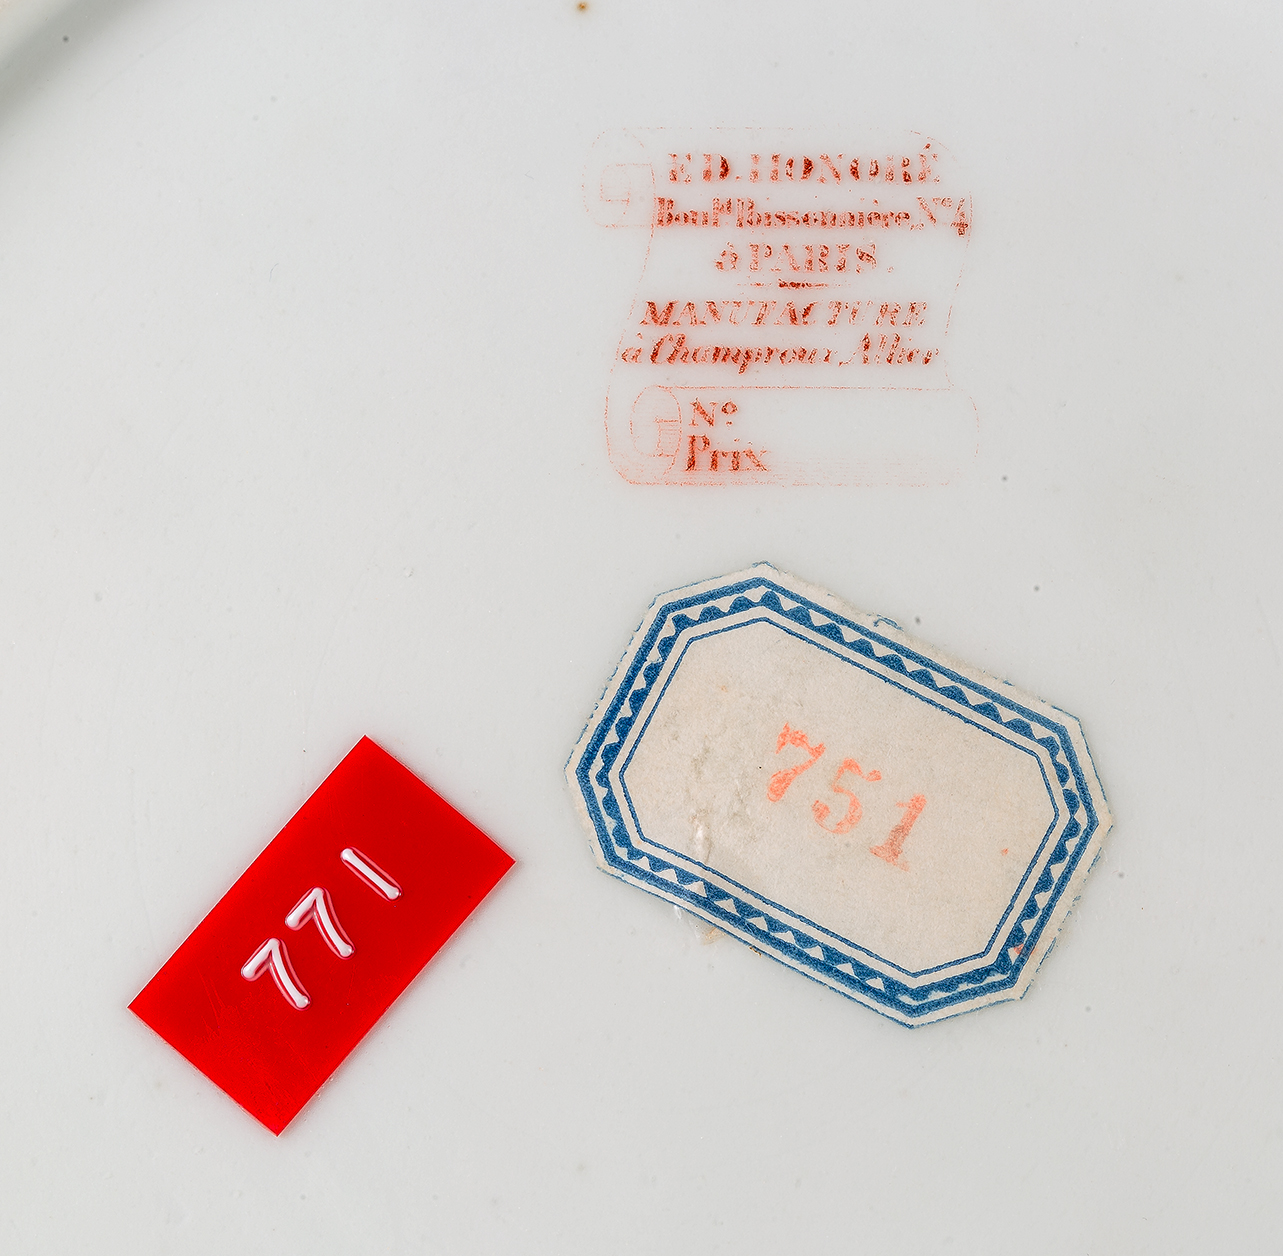 ED. HONORÉ
Bould. Poissonnière, No. 4
à PARIS.
MANUFACTURE
à Champroux Allier
No.
Prix
751
771